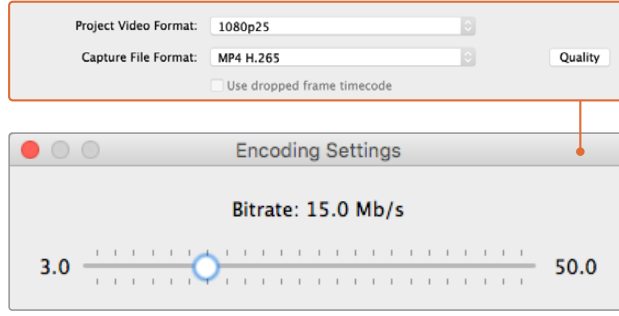 Project Video Format: 1080p25
Capture File Format: MP4 H.265 Quality
Use dropped frame timecode
Encoding Settings
Bitrate: 15.0 Mb/s
3.0 50.0